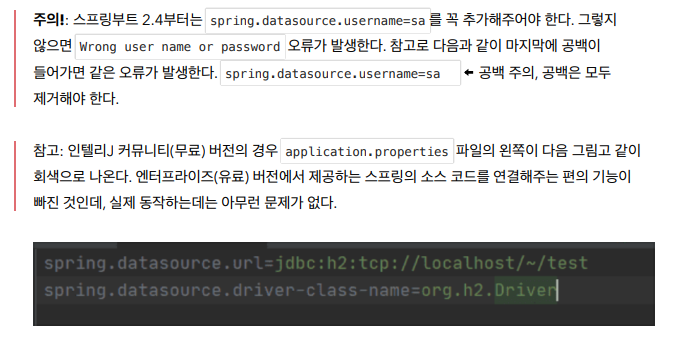 주의!: 스프링부트 2.4부터는 spring.datasource.username=sa 를 꼭 추가해주어야 한다. 그렇지
않으면 Wrong user name or password 오류가 발생한다. 참고로 다음과 같이 마지막에 공백이
들어가면 같은 오류가 발생한다. spring.datasource.username=sa ⬅ 공백 주의, 공백은 모두
제거해야 한다.
참고: 인텔리J 커뮤니티(무료) 버전의 경우 application.properties 파일의 왼쪽이 다음 그림고 같이
회색으로 나온다. 엔터프라이즈(유료) 버전에서 제공하는 스프링의 소스 코드를 연결해주는 편의 기능이
빠진 것인데, 실제 동작하는데는 아무런 문제가 없다.
spring.datasource.url=jdbc:h2:tcp://localhost/~/test
spring.datasource.driver-class-name=org.h2.Driver